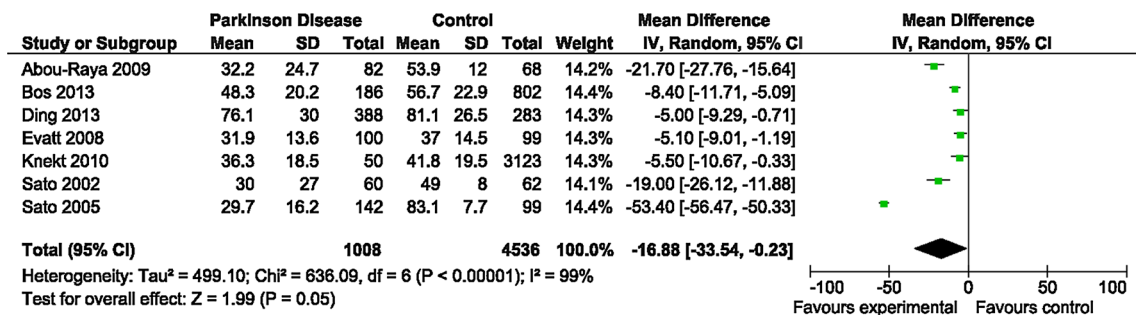 Parkinson Disease Control Mean Difference Mean Difference
Study or Subgroup Mean SD Total Mean SD Total Weight IV, Random, 95% CI IV, Random, 95% CI
Abou-Raya 2009 32.2 24.7 82 53.9 12 68 14.2% -21.70 [-27.76, -15.64]
Bos 2013 48.3 20.2 186 56.7 22.9 802 14.4% -8.40 [-11.71, -5.09]
Ding 2013 76.1 30 388 81.1 26.5 283 14.3% -5.00 [-9.29, -0.71]
Evatt 2008 31.9 13.6 100 37 14.5 99 14.3% -5.10 [-9.01, -1.19]
Knekt 2010 36.3 18.5 50 41.8 19.5 3123 14.3% -5.50 [-10.67, -0.33]
Sato 2002 30 27 60 49 8 62 14.1% -19.00 [-26.12, -11.88]
Sato 2005 29.7 16.2 142 83.1 7.7 99 14.4% -53.40 [-56.47, -50.33]
Total (95% CI) 1008 4536 100.0% -16.88 [-33.54, -0.23]
Heterogeneity: Tau² = 499.10; Chi² = 636.09, df = 6 (P < 0.00001); I² = 99%
Test for overall effect: Z = 1.99 (P = 0.05)
-100 -50 0 50 100
Favours experimental Favours control